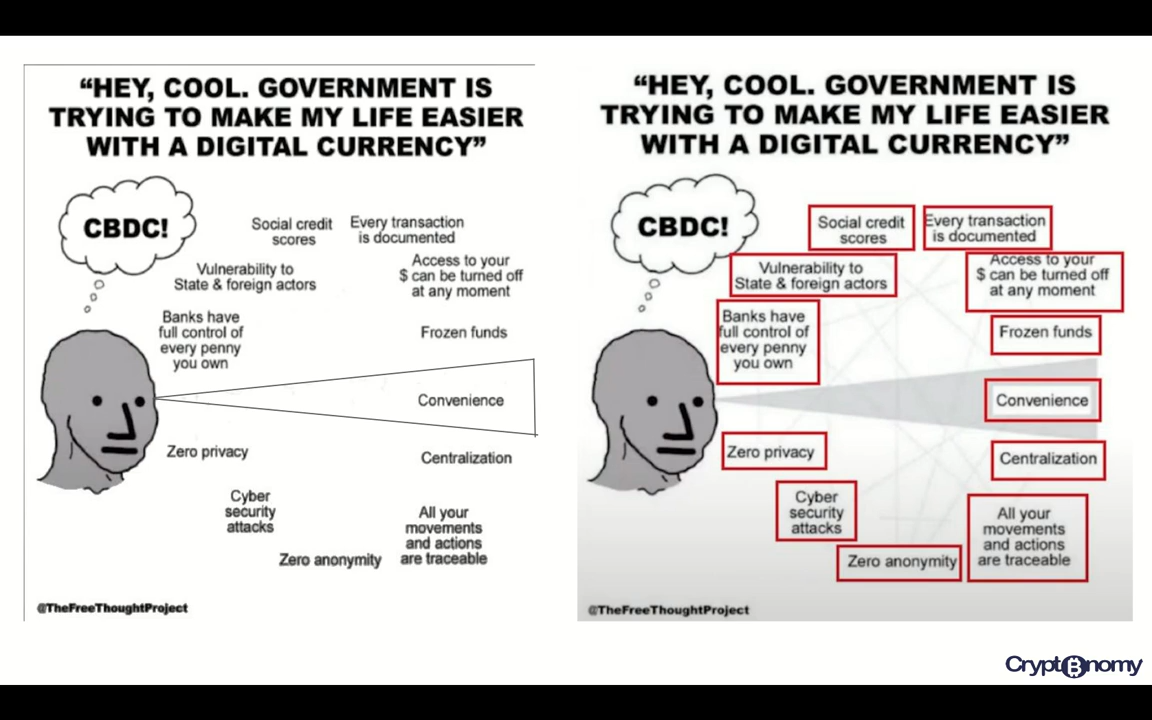 “HEY, COOL. GOVERNMENT IS
TRYING TO MAKE MY LIFE EASIER
WITH A DIGITAL CURRENCY”
CBDC!
Social credit
scores
Every transaction
is documented
Vulnerability to
State & foreign actors
Access to your
$ can be turned off
at any moment
Banks have
full control of
every penny
you own
Frozen funds
Convenience
Zero privacy
Centralization
Cyber
security
attacks
All your
movements
and actions
are traceable
Zero anonymity
@TheFreeThoughtProject
“HEY, COOL. GOVERNMENT IS
TRYING TO MAKE MY LIFE EASIER
WITH A DIGITAL CURRENCY”
CBDC!
Social credit
scores
Every transaction
is documented
Vulnerability to
State & foreign actors
Access to your
$ can be turned off
at any moment
Banks have
full control of
every penny
you own
Frozen funds
Convenience
Zero privacy
Centralization
Cyber
security
attacks
All your
movements
and actions
are traceable
Zero anonymity
@TheFreeThoughtProject
Cryptonomy